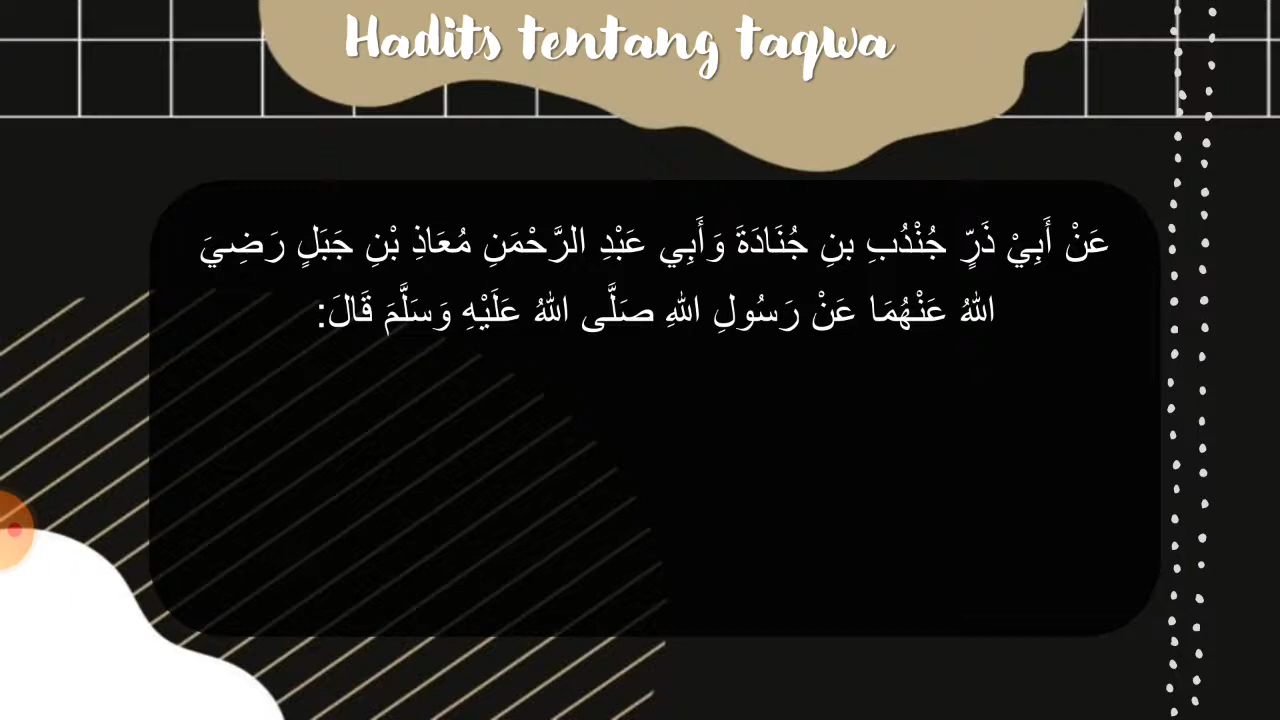 Hadits tentang taqwa
عَنْ أَبِيْ ذَرٍّ جُنْدُبِ بنِ جُنَادَةَ وَأَبِي عَبْدِ الرَّحْمَنِ مُعَاذِ بْنِ جَبَلٍ رَضِيَ
اللهُ عَنْهُمَا عَنْ رَسُولِ اللهِ صَلَّى اللهُ عَلَيْهِ وَسَلَّمَ قَالَ: